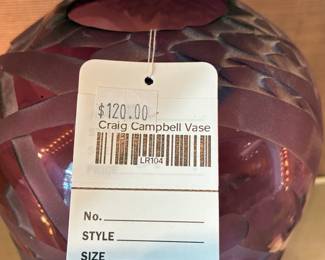 $120.00
Craig Campbell Vase
LR104
No.
STYLE
SIZE